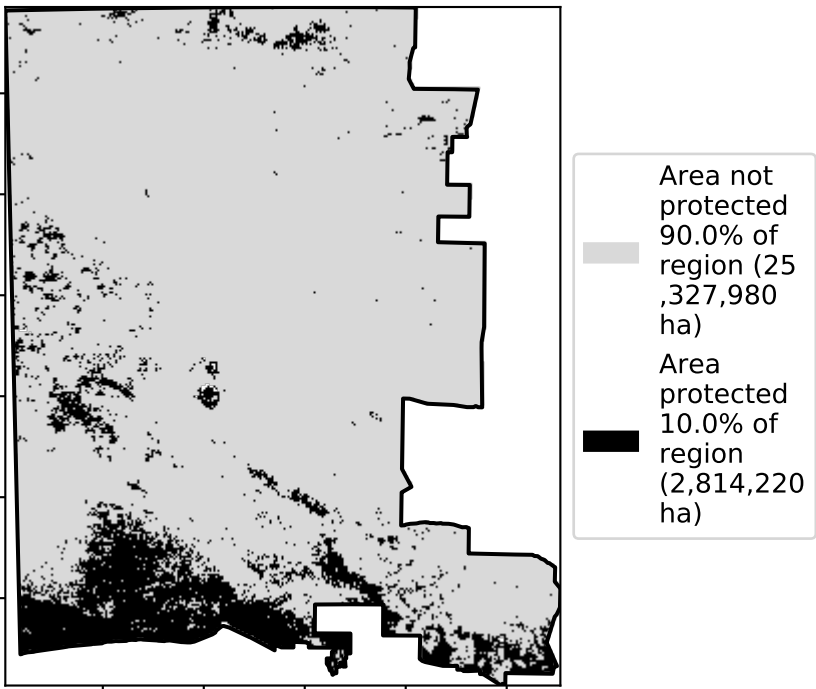 Area not
protected
90.0% of
region (25
,327,980
ha)
Area
protected
10.0% of
region
(2,814,220
ha)